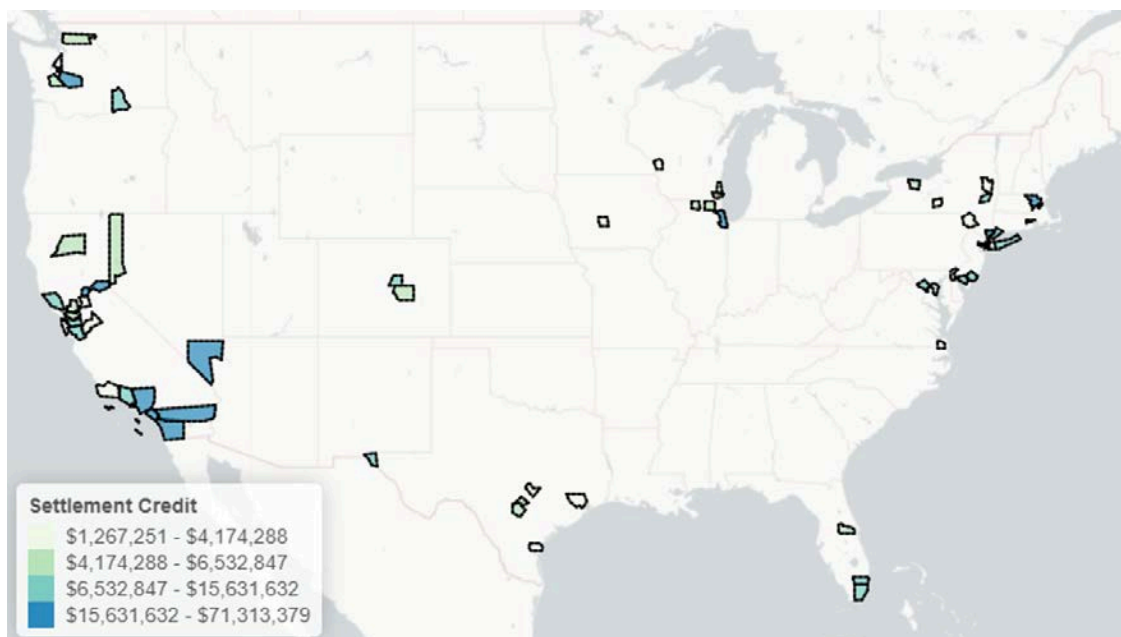 Settlement Credit
$1,267,251 - $4,174,288
$4,174,288 - $6,532,847
$6,532,847 - $15,631,632
$15,631,632 - $71,313,379